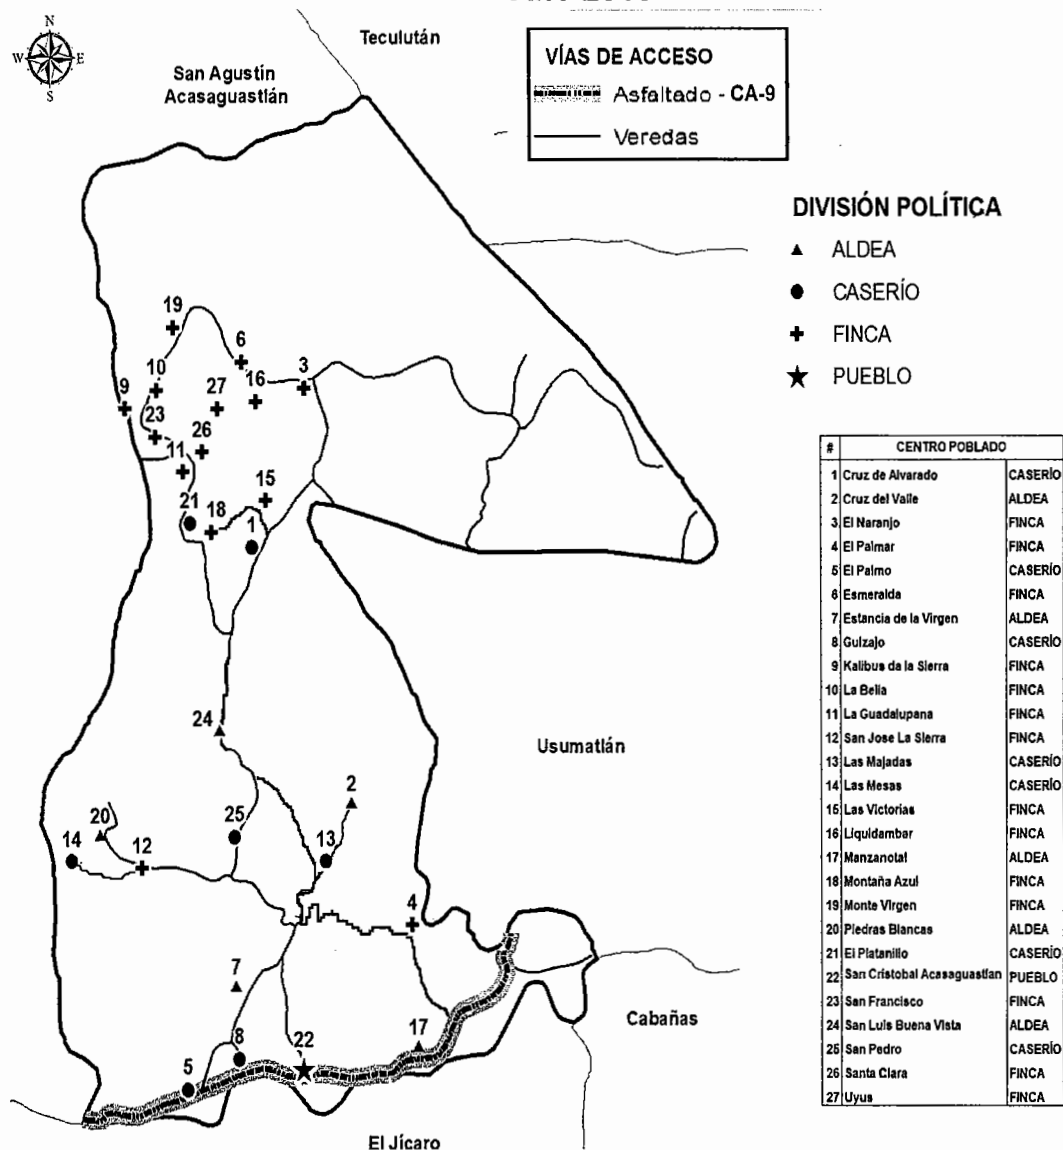 N
W E
S
Teculután
San Agustín
Acasaguastlán
VÍAS DE ACCESO
Asfaltado - CA-9
Veredas
DIVISIÓN POLÍTICA
ALDEA
CASERÍO
FINCA
PUEBLO
19
6
3
10
16
27
9
23
26
11
15
21
18
1
24
Usumatlán
2
20
25
14
12
13
4
7
Cabañas
17
22
8
5
El Jícaro
# CENTRO POBLADO
1 Cruz de Alvarado CASERÍO
2 Cruz del Valle ALDEA
3 El Naranjo FINCA
4 El Palmar FINCA
5 El Palmo CASERÍO
6 Esmeralda FINCA
7 Estancia de la Virgen ALDEA
8 Guizajo CASERÍO
9 Kalibus da la Sierra FINCA
10 La Bella FINCA
11 La Guadalupana FINCA
12 San Jose La Sierra FINCA
13 Las Majadas CASERÍO
14 Las Mesas CASERÍO
15 Las Victorias FINCA
16 Liquidambar FINCA
17 Manzanotal ALDEA
18 Montaña Azul FINCA
19 Monte Virgen FINCA
20 Piedras Blancas ALDEA
21 El Platanillo CASERÍO
22 San Cristobal Acasaguastlan PUEBLO
23 San Francisco FINCA
24 San Luis Buena Vista ALDEA
25 San Pedro CASERÍO
26 Santa Clara FINCA
27 Uyus FINCA